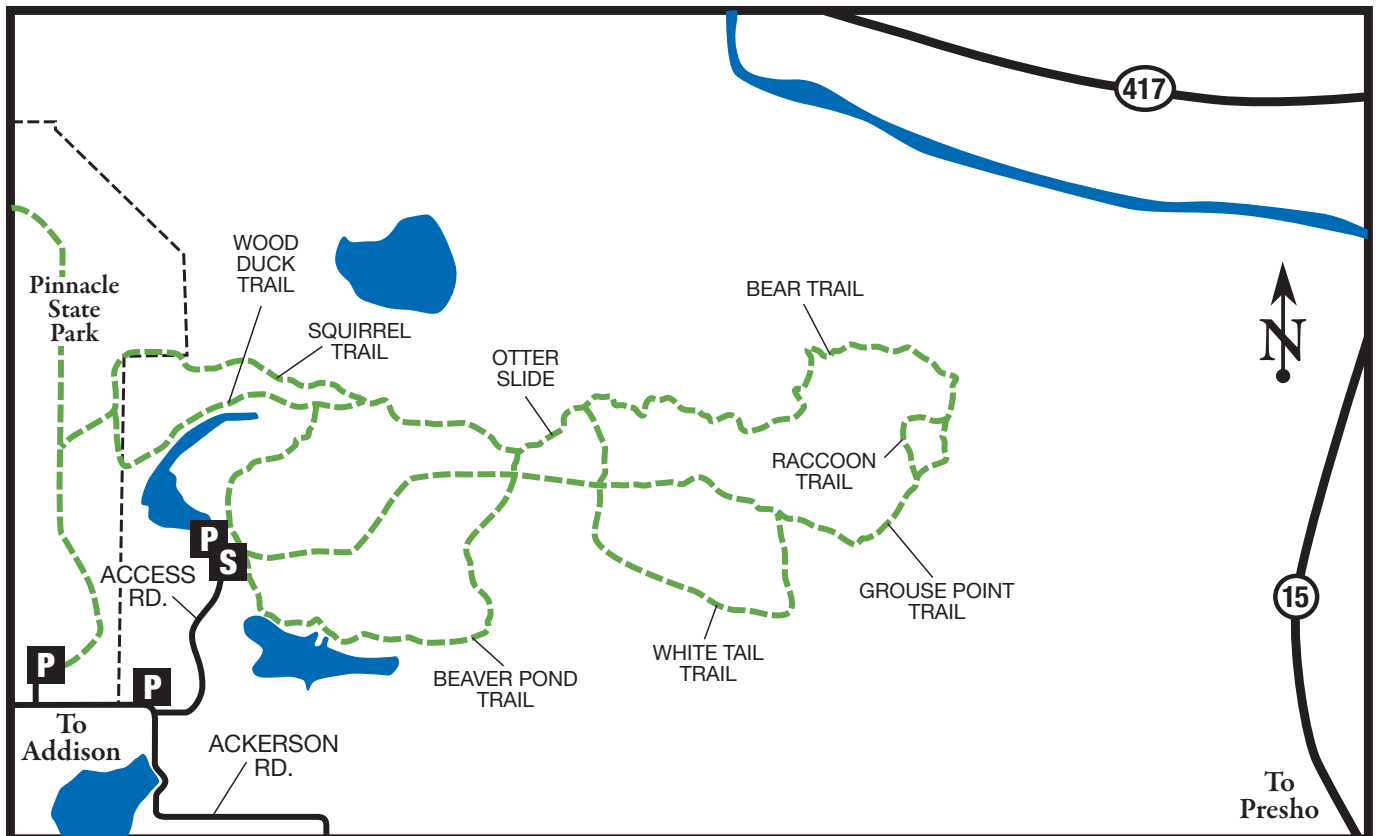 417
WOOD
DUCK
TRAIL
Pinnacle
State
Park
BEAR TRAIL
SQUIRREL
TRAIL
N
OTTER
SLIDE
RACCOON
TRAIL
P
S
ACCESS
RD.
GROUSE POINT
TRAIL
15
WHITE TAIL
TRAIL
P
P
BEAVER POND
TRAIL
To
Addison
ACKERSON
RD.
To
Presho